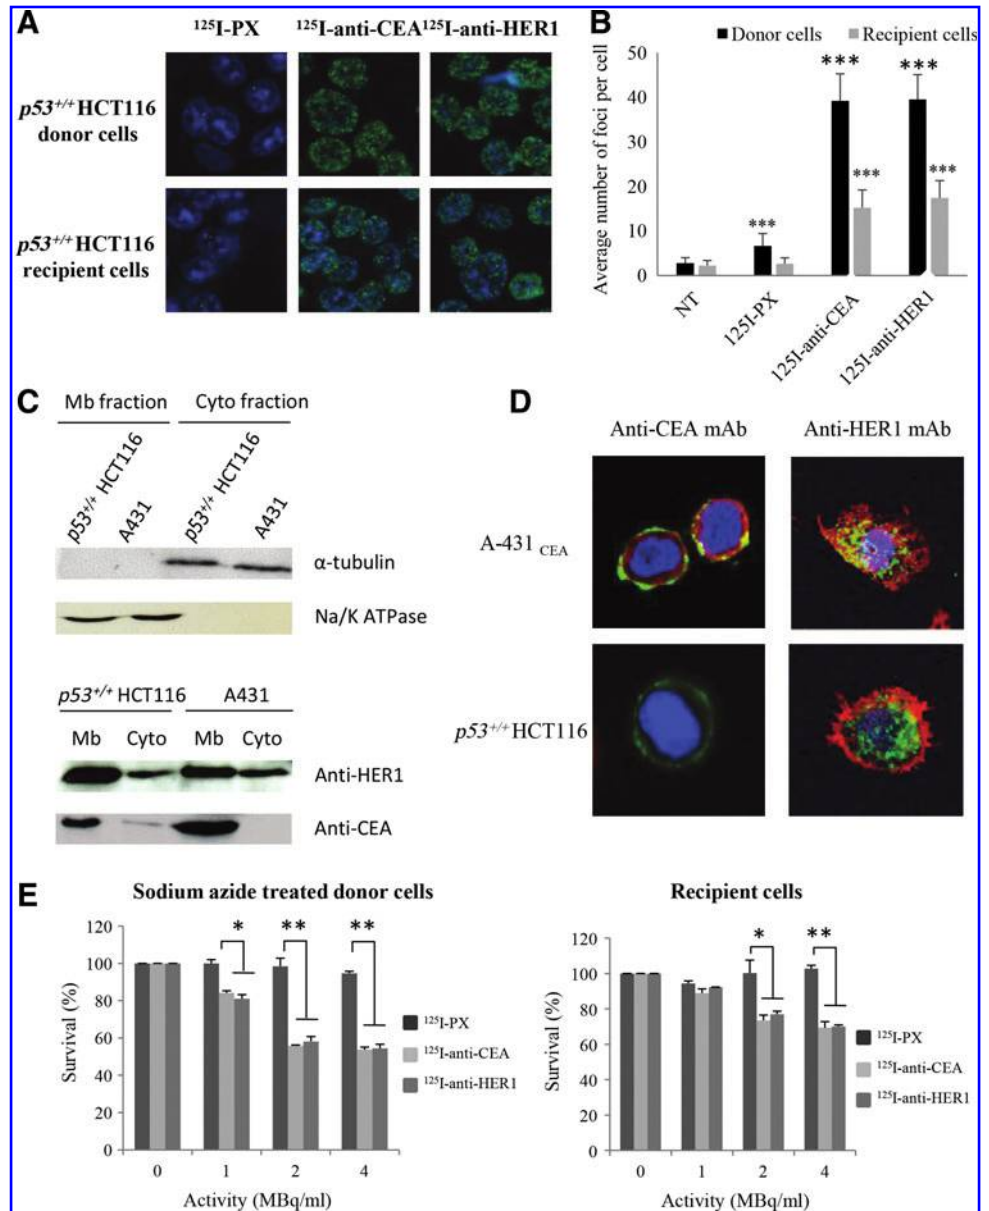 A
¹²⁵I-PX
¹²⁵I-anti-CEA
¹²⁵I-anti-HER1
p53⁺/⁺ HCT116
donor cells
p53⁺/⁺ HCT116
recipient cells
B
Donor cells
Recipient cells
Average number of foci per cell
50
40
30
20
10
0
***
***
***
***
***
NT
125I-PX
125I-anti-CEA
125I-anti-HER1
C
Mb fraction
Cyto fraction
p53⁺/⁺ HCT116
A431
p53⁺/⁺ HCT116
A431
α-tubulin
Na/K ATPase
p53⁺/⁺ HCT116
A431
Mb
Cyto
Mb
Cyto
Anti-HER1
Anti-CEA
D
Anti-CEA mAb
Anti-HER1 mAb
A-431 CEA
p53⁺/⁺ HCT116
E
Sodium azide treated donor cells
Survival (%)
120
100
80
60
40
20
0
*
**
**
¹²⁵I-PX
¹²⁵I-anti-CEA
¹²⁵I-anti-HER1
0
1
2
4
Activity (MBq/ml)
Recipient cells
Survival (%)
120
100
80
60
40
20
0
*
**
¹²⁵I-PX
¹²⁵I-anti-CEA
¹²⁵I-anti-HER1
0
1
2
4
Activity (MBq/ml)